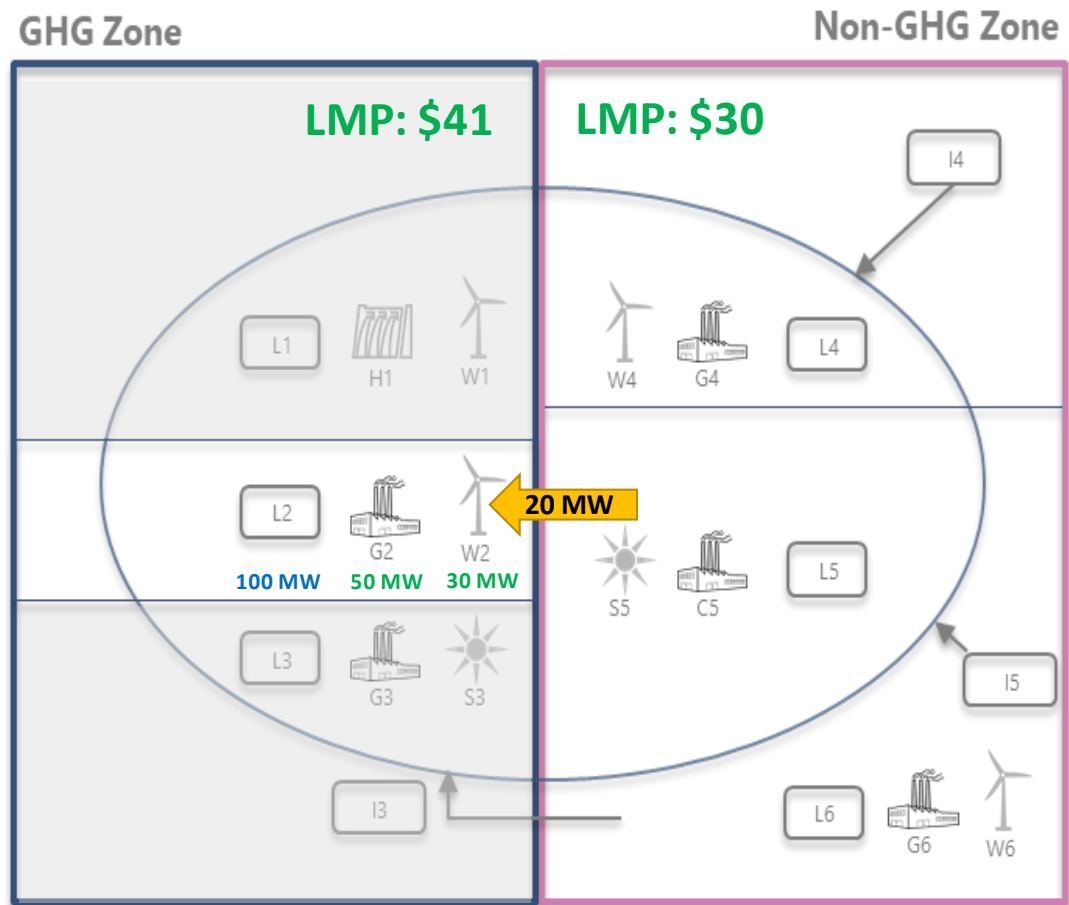 GHG Zone
Non-GHG Zone
LMP: $41
LMP: $30
I4
L1
H1
W1
W4
G4
L4
L2
G2
W2
20 MW
100 MW
50 MW
30 MW
S5
C5
L5
L3
G3
S3
I5
I3
L6
G6
W6